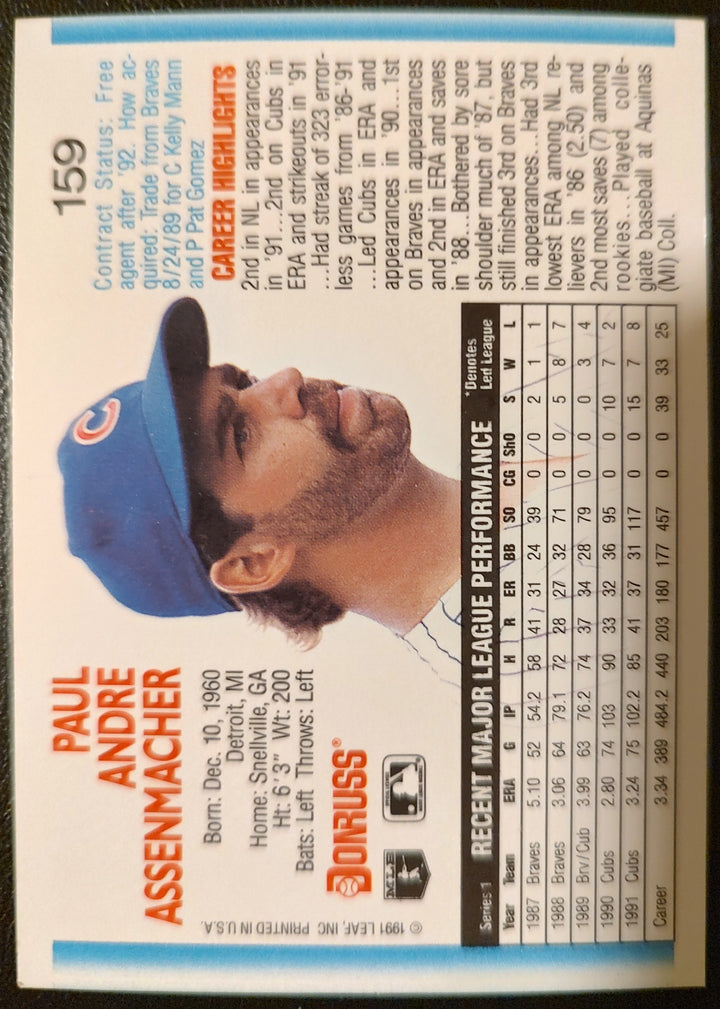 PAUL
ANDRE
ASSENMACHER
Born: Dec. 10, 1960
Detroit, MI
Home: Snellville, GA
Ht: 6'3" Wt: 200
Bats: Left Throws: Left
DONRUSS®
MLB
© 1991 LEAF, INC. PRINTED IN U.S.A.
159
Contract Status: Free
agent after '92. How ac-
quired: Trade from Braves
8/24/89 for C Kelly Mann
and P Pat Gomez
CAREER HIGHLIGHTS
2nd in NL in appearances
in '91...2nd on Cubs in
ERA and strikeouts in '91
...Had streak of 323 error-
less games from '86-'91
...Led Cubs in ERA and
appearances in '90...1st
on Braves in appearances
and 2nd in ERA and saves
in '88...Bothered by sore
shoulder much of '87, but
still finished 3rd on Braves
in appearances...Had 3rd
lowest ERA among NL re-
lievers in '86 (2.50) and
2nd most saves (7) among
rookies...Played colle-
giate baseball at Aquinas
(MI) Coll.
Series 1 RECENT MAJOR LEAGUE PERFORMANCE *Denotes
Led League
Year Team ERA G IP H R ER BB SO CG ShO S W L
1987 Braves 5.10 52 54.2 58 41 31 24 39 0 0 2 1 1
1988 Braves 3.06 64 79.1 72 28 27 32 71 0 0 5 8 7
1989 Brv/Cub 3.99 63 76.2 74 37 34 28 79 0 0 0 3 4
1990 Cubs 2.80 74 103 90 33 32 36 95 0 0 10 7 2
1991 Cubs 3.24 75 102.2 85 41 37 31 117 0 0 15 7 8
Career 3.34 389 484.2 440 203 180 177 457 0 0 39 33 25